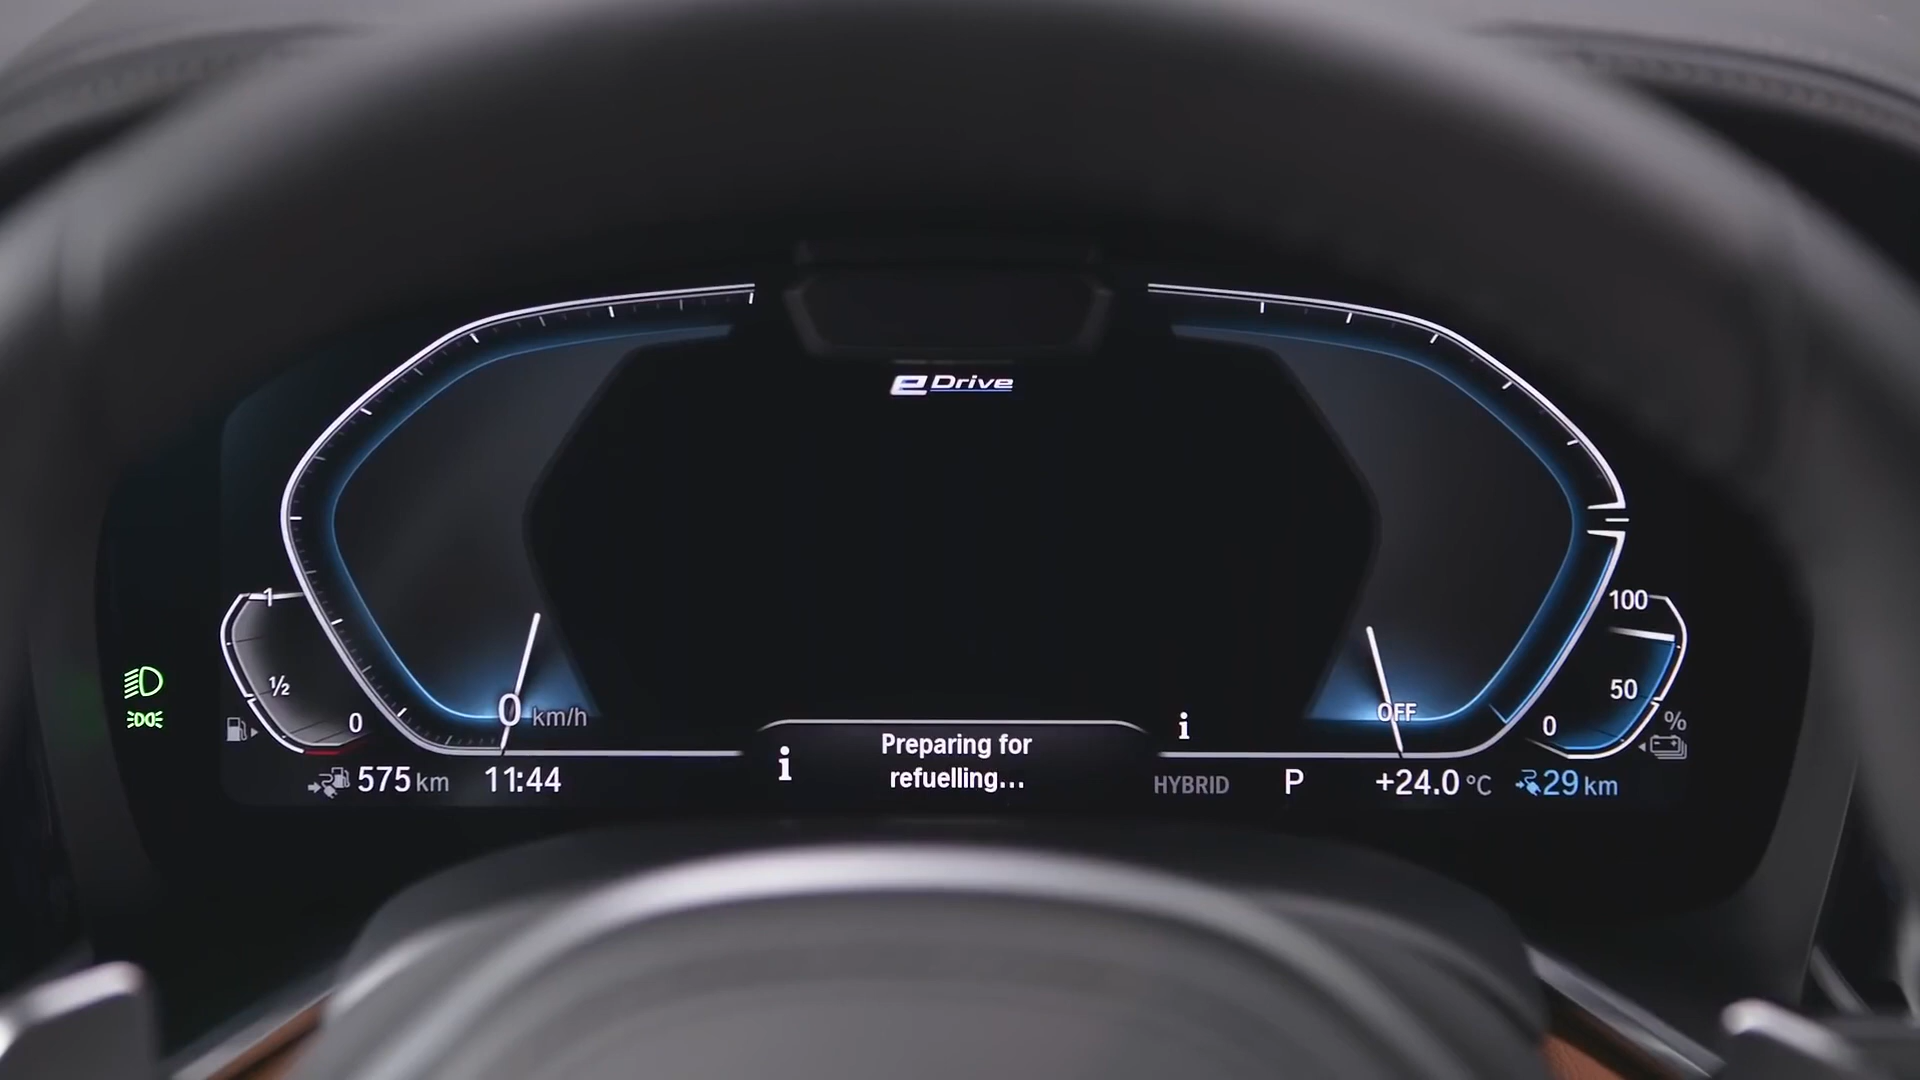 eDrive
1
½
0
0 km/h
575 km
11:44
i
Preparing for
refuelling...
i
HYBRID
P
OFF
+24.0 °C
100
50
0
%
29 km